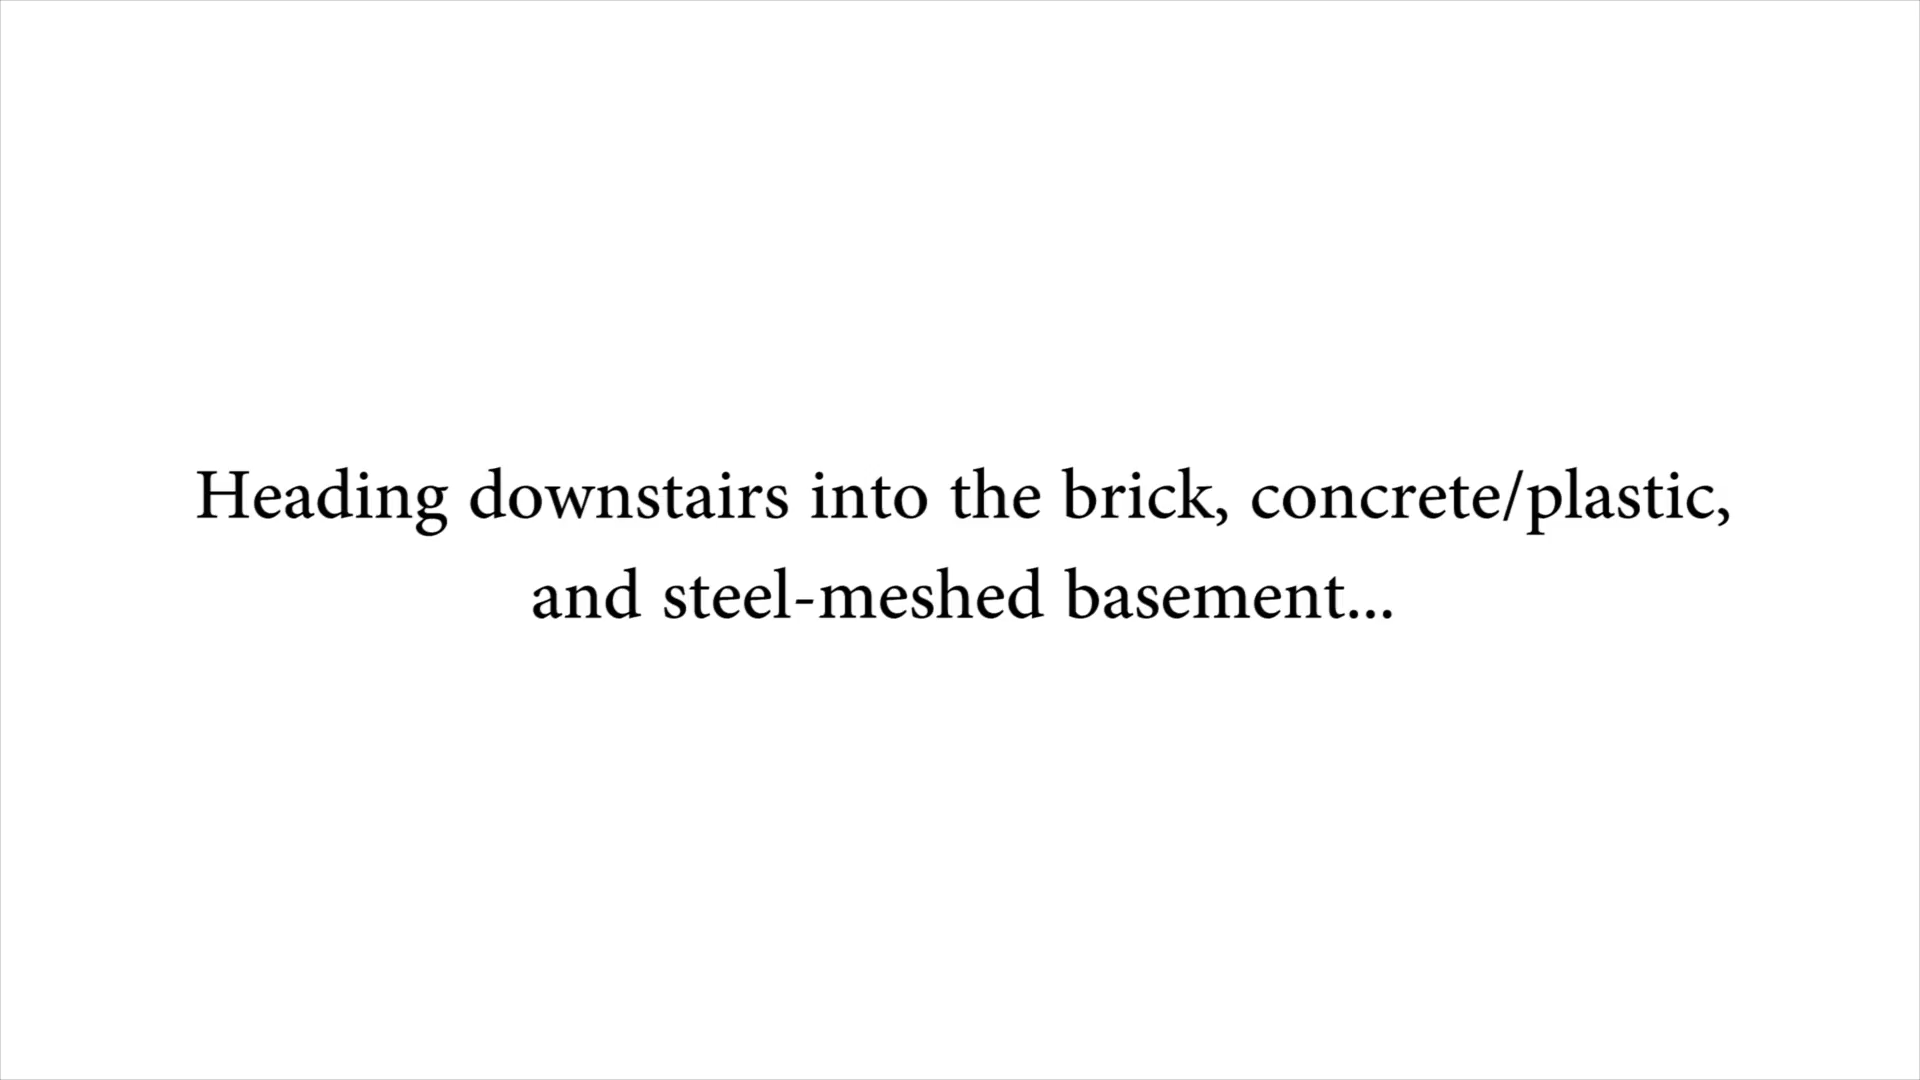 Heading downstairs into the brick, concrete/plastic,
and steel-meshed basement...